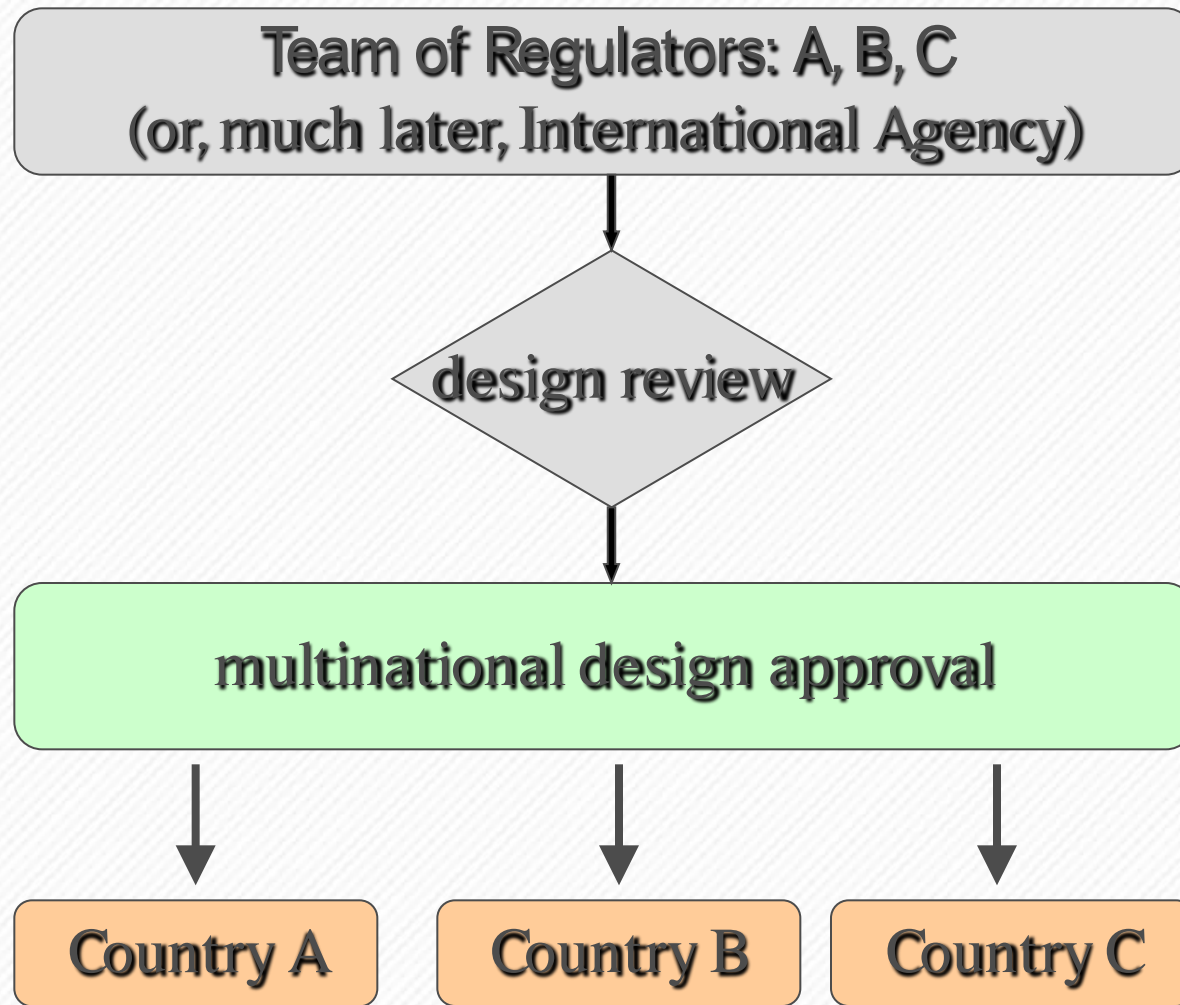 Team of Regulators: A, B, C
(or, much later, International Agency)
design review
multinational design approval
Country A
Country B
Country C